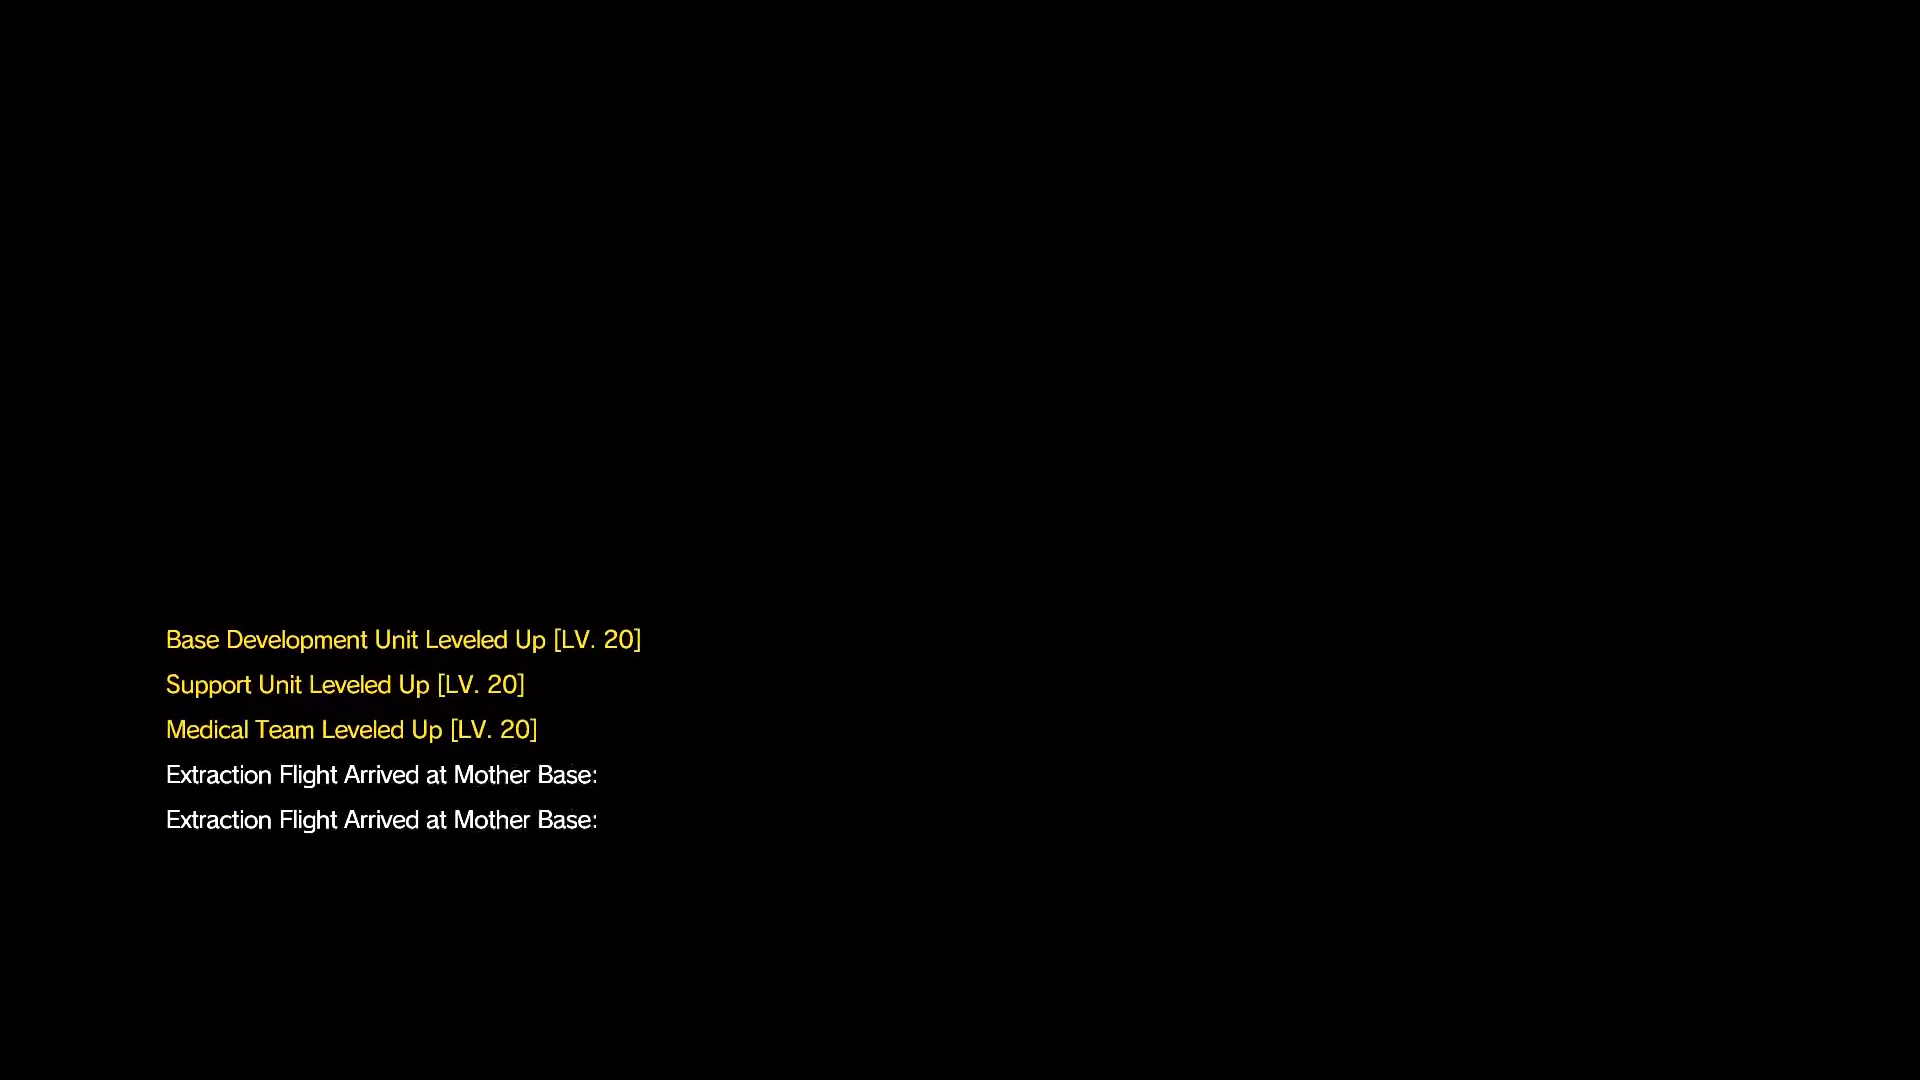 Base Development Unit Leveled Up [LV. 20]
Support Unit Leveled Up [LV. 20]
Medical Team Leveled Up [LV. 20]
Extraction Flight Arrived at Mother Base:
Extraction Flight Arrived at Mother Base: